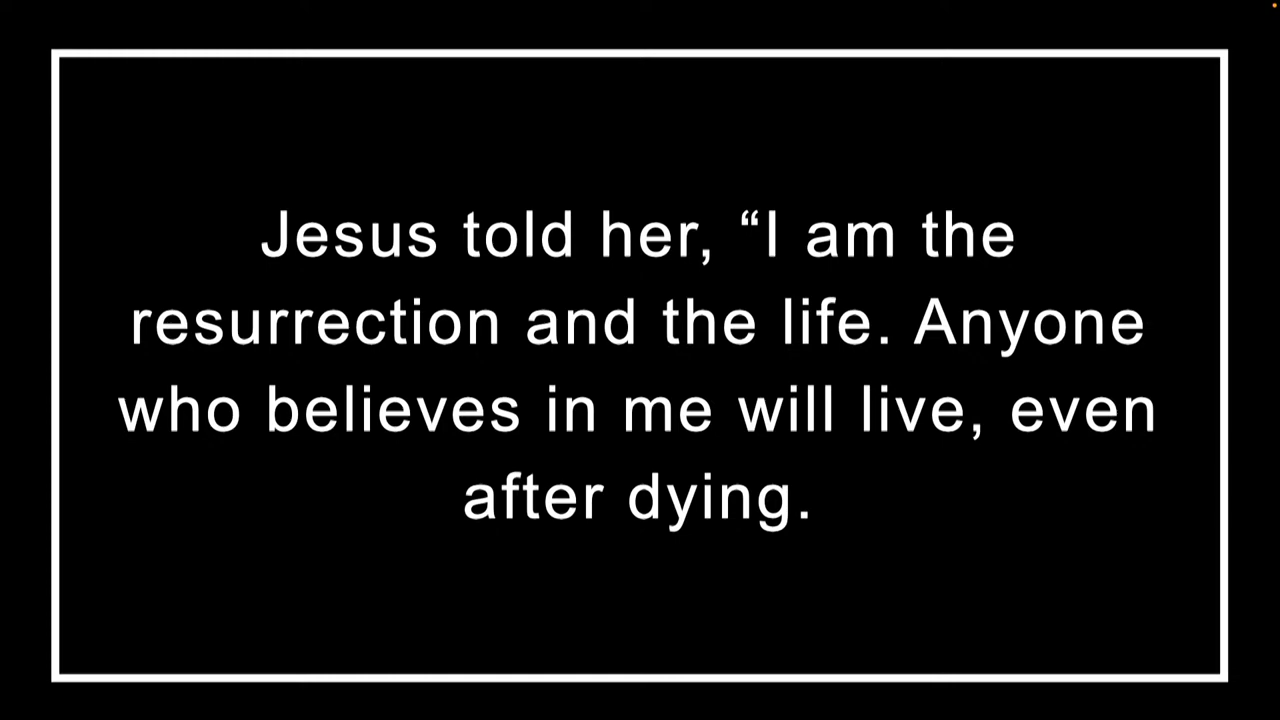 Jesus told her, “I am the
resurrection and the life. Anyone
who believes in me will live, even
after dying.